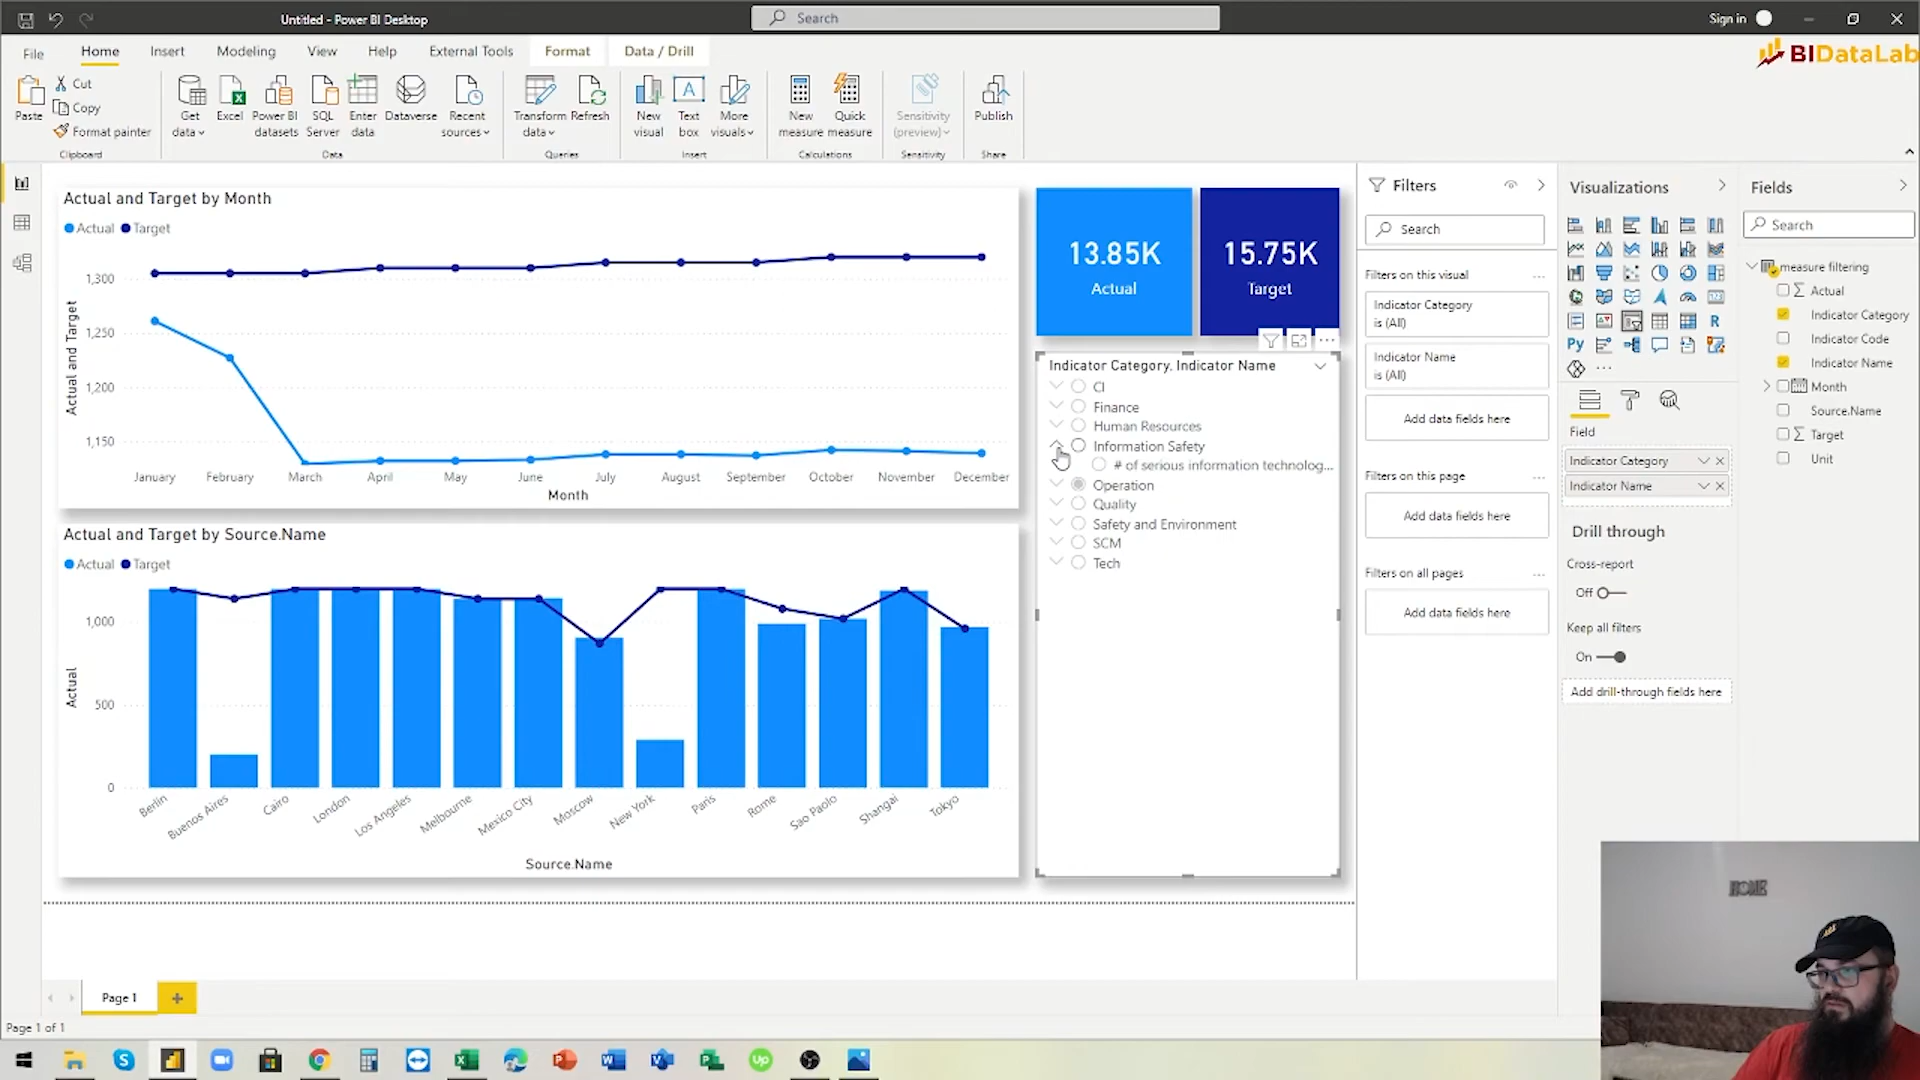 Untitled - Power BI Desktop
Search
Sign in
File
Home
Insert
Modeling
View
Help
External Tools
Format
Data / Drill
BIDataLab
Paste
Cut
Copy
Format painter
Clipboard
Get data
Excel
Power BI datasets
SQL Server
Enter data
Dataverse
Recent sources
Data
Transform data
Refresh
Queries
New visual
Text box
More visuals
Insert
New measure
Quick measure
Calculations
Sensitivity (preview)
Sensitivity
Publish
Share
Actual and Target by Month
Actual
Target
1,300
1,250
1,200
1,150
Actual and Target
January
February
March
April
May
June
July
August
September
October
November
December
Month
Actual and Target by Source.Name
Actual
Target
1,000
500
0
Actual
Berlin
Buenos Aires
Cairo
London
Los Angeles
Melbourne
Mexico City
Moscow
New York
Paris
Rome
Sao Paolo
Shangai
Tokyo
Source.Name
13.85K
Actual
15.75K
Target
Indicator Category, Indicator Name
CI
Finance
Human Resources
Information Safety
# of serious information technolog...
Operation
Quality
Safety and Environment
SCM
Tech
Filters
Search
Filters on this visual
Indicator Category
is (All)
Indicator Name
is (All)
Add data fields here
Filters on this page
Add data fields here
Filters on all pages
Add data fields here
Visualizations
R
Py
Field
Indicator Category
Indicator Name
Drill through
Cross-report
Off
Keep all filters
On
Add drill-through fields here
Fields
Search
measure filtering
Actual
Indicator Category
Indicator Code
Indicator Name
Month
Source.Name
Target
Unit
HOME
Page 1
Page 1 of 1